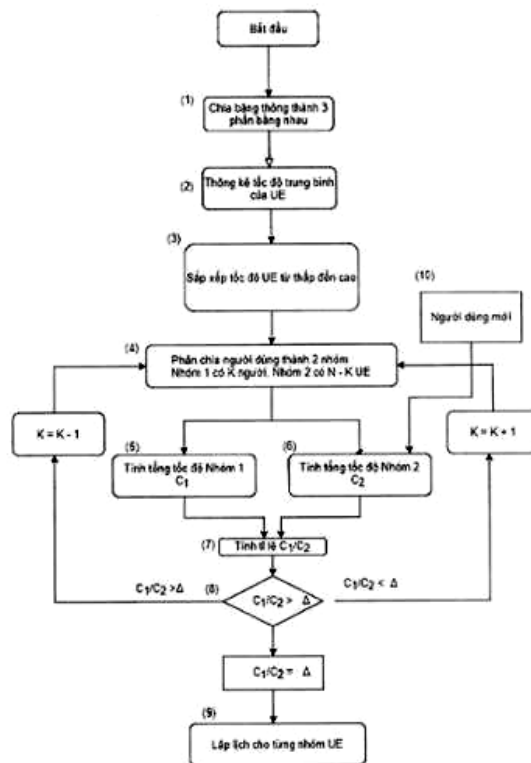 Bắt đầu
(1)
Chia băng thông thành 3
phần bằng nhau
(2)
Thống kê tốc độ trung bình
của UE
(3)
Sắp xếp tốc độ UE từ thấp đến cao
(10)
Người dùng mới
(4)
Phân chia người dùng thành 2 nhóm
Nhóm 1 có K người. Nhóm 2 có N - K UE
K = K - 1
K = K + 1
(5)
Tính tổng tốc độ Nhóm 1
C1
(6)
Tính tổng tốc độ Nhóm 2
C2
(7)
Tính tỉ lệ C1/C2
C1/C2 >Δ
(8)
C1/C2 > Δ
C1/C2 < Δ
C1/C2 = Δ
(9)
Lập lịch cho từng nhóm UE